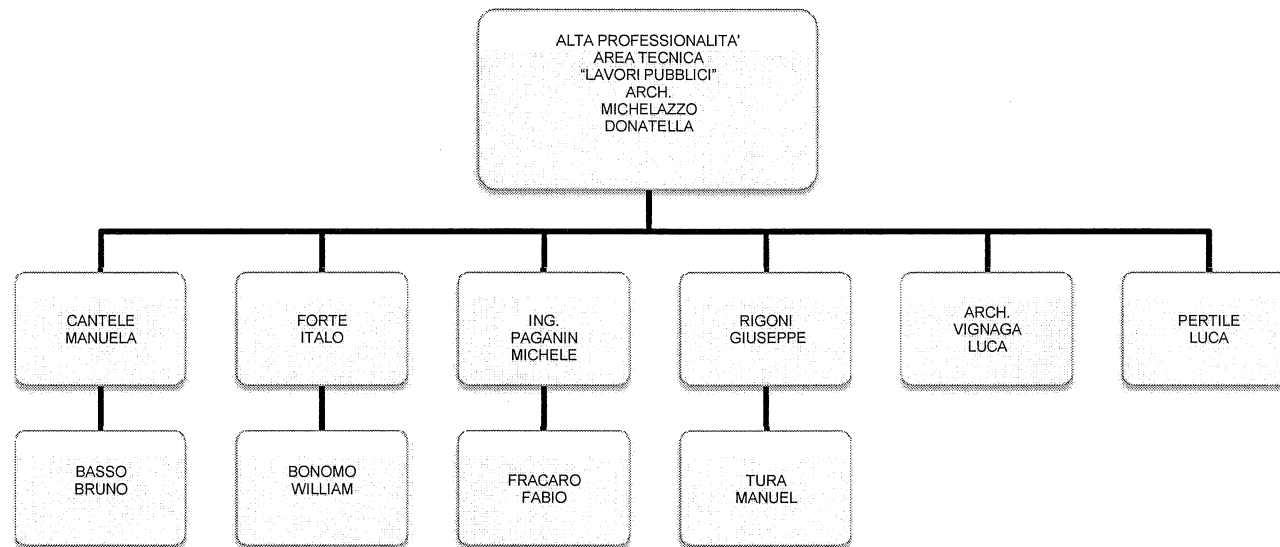 ALTA PROFESSIONALITA'
AREA TECNICA
"LAVORI PUBBLICI"
ARCH.
MICHELAZZO
DONATELLA
CANTELE
MANUELA
FORTE
ITALO
ING.
PAGANIN
MICHELE
RIGONI
GIUSEPPE
ARCH.
VIGNAGA
LUCA
PERTILE
LUCA
BASSO
BRUNO
BONOMO
WILLIAM
FRACARO
FABIO
TURA
MANUEL